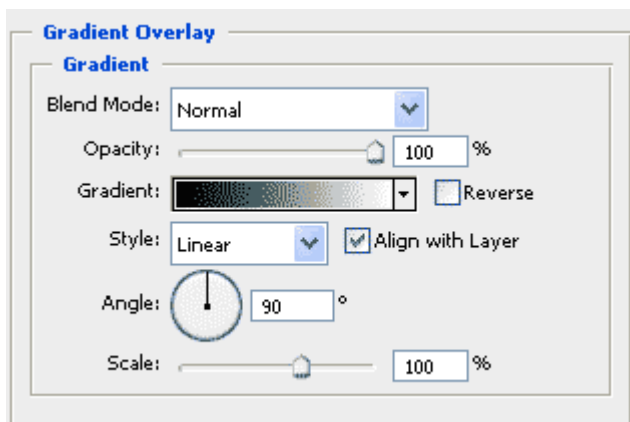 Gradient Overlay
Gradient
Blend Mode: Normal
Opacity: 100 %
Gradient: Reverse
Style: Linear Align with Layer
Angle: 90 °
Scale: 100 %